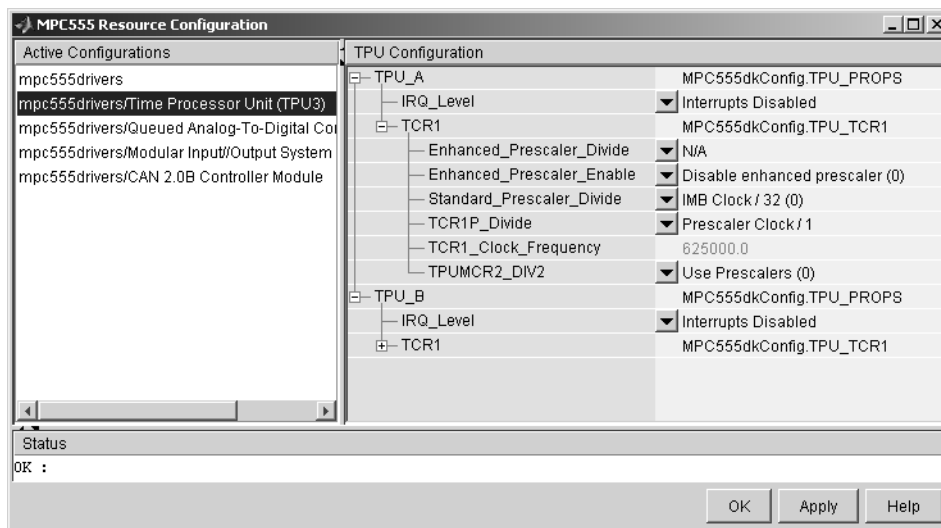 MPC555 Resource Configuration
Active Configurations
mpc555drivers
mpc555drivers/Time Processor Unit (TPU3)
mpc555drivers/Queued Analog-To-Digital
mpc555drivers/Modular Input//Output System
mpc555drivers/CAN 2.0B Controller Module
TPU Configuration
TPU_A MPC555dkConfig.TPU_PROPS
IRQ_Level Interrupts Disabled
TCR1 MPC555dkConfig.TPU_TCR1
Enhanced_Prescaler_Divide N/A
Enhanced_Prescaler_Enable Disable enhanced prescaler (0)
Standard_Prescaler_Divide IMB Clock / 32 (0)
TCR1P_Divide Prescaler Clock / 1
TCR1_Clock_Frequency 625000.0
TPUMCR2_DIV2 Use Prescalers (0)
TPU_B MPC555dkConfig.TPU_PROPS
IRQ_Level Interrupts Disabled
TCR1 MPC555dkConfig.TPU_TCR1
Status
OK :
OK Apply Help